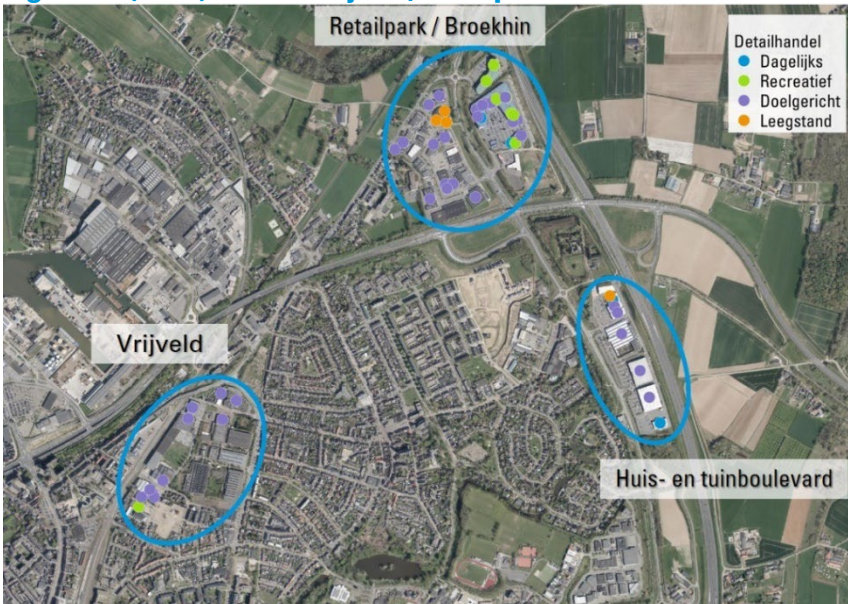 Retailpark / Broekhin
Detailhandel
Dagelijks
Recreatief
Doelgericht
Leegstand
Vrijveld
Huis- en tuinboulevard